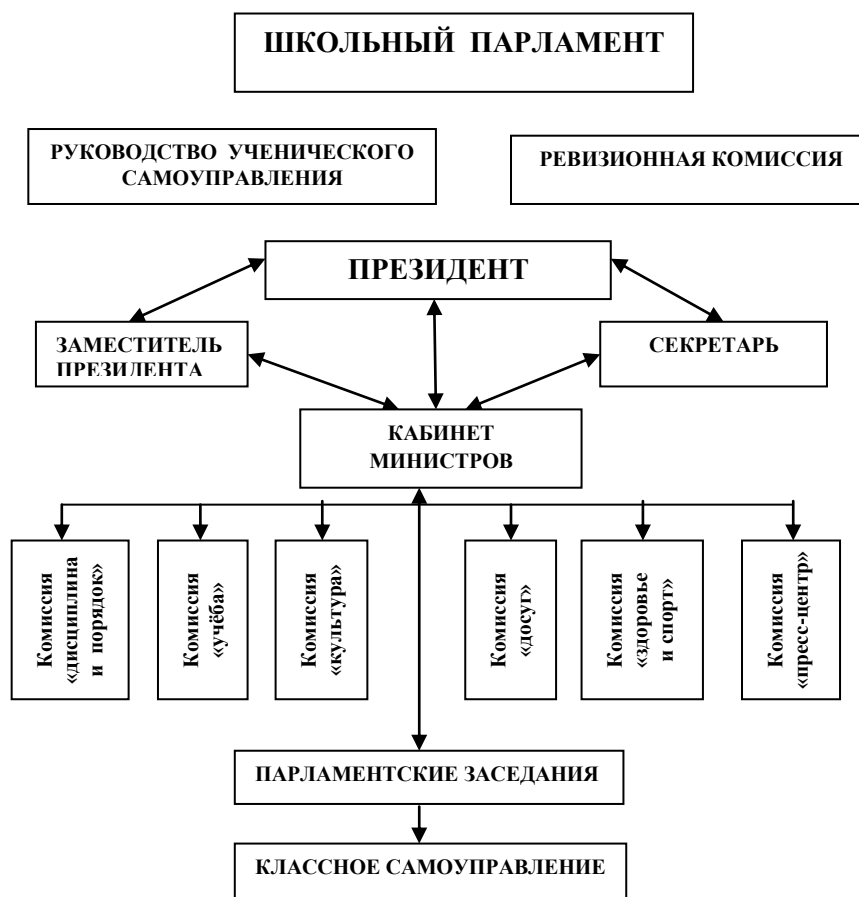 ШКОЛЬНЫЙ ПАРЛАМЕНТ
РУКОВОДСТВО УЧЕНИЧЕСКОГО
САМОУПРАВЛЕНИЯ
РЕВИЗИОННАЯ КОМИССИЯ
ПРЕЗИДЕНТ
ЗАМЕСТИТЕЛЬ
ПРЕЗИДЕНТА
СЕКРЕТАРЬ
КАБИНЕТ
МИНИСТРОВ
Комиссия
«дисциплина
и порядок»
Комиссия
«учёба»
Комиссия
«культура»
Комиссия
«досуг»
Комиссия
«здоровье
и спорт»
Комиссия
«пресс-центр»
ПАРЛАМЕНТСКИЕ ЗАСЕДАНИЯ
КЛАССНОЕ САМОУПРАВЛЕНИЕ